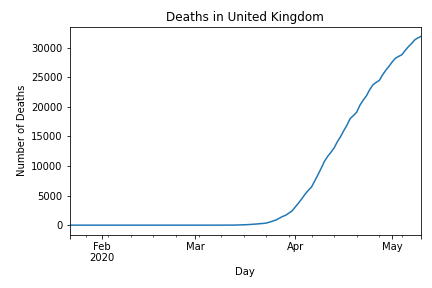 Deaths in United Kingdom
Number of Deaths
30000
25000
20000
15000
10000
5000
0
Feb
2020
Mar
Apr
May
Day